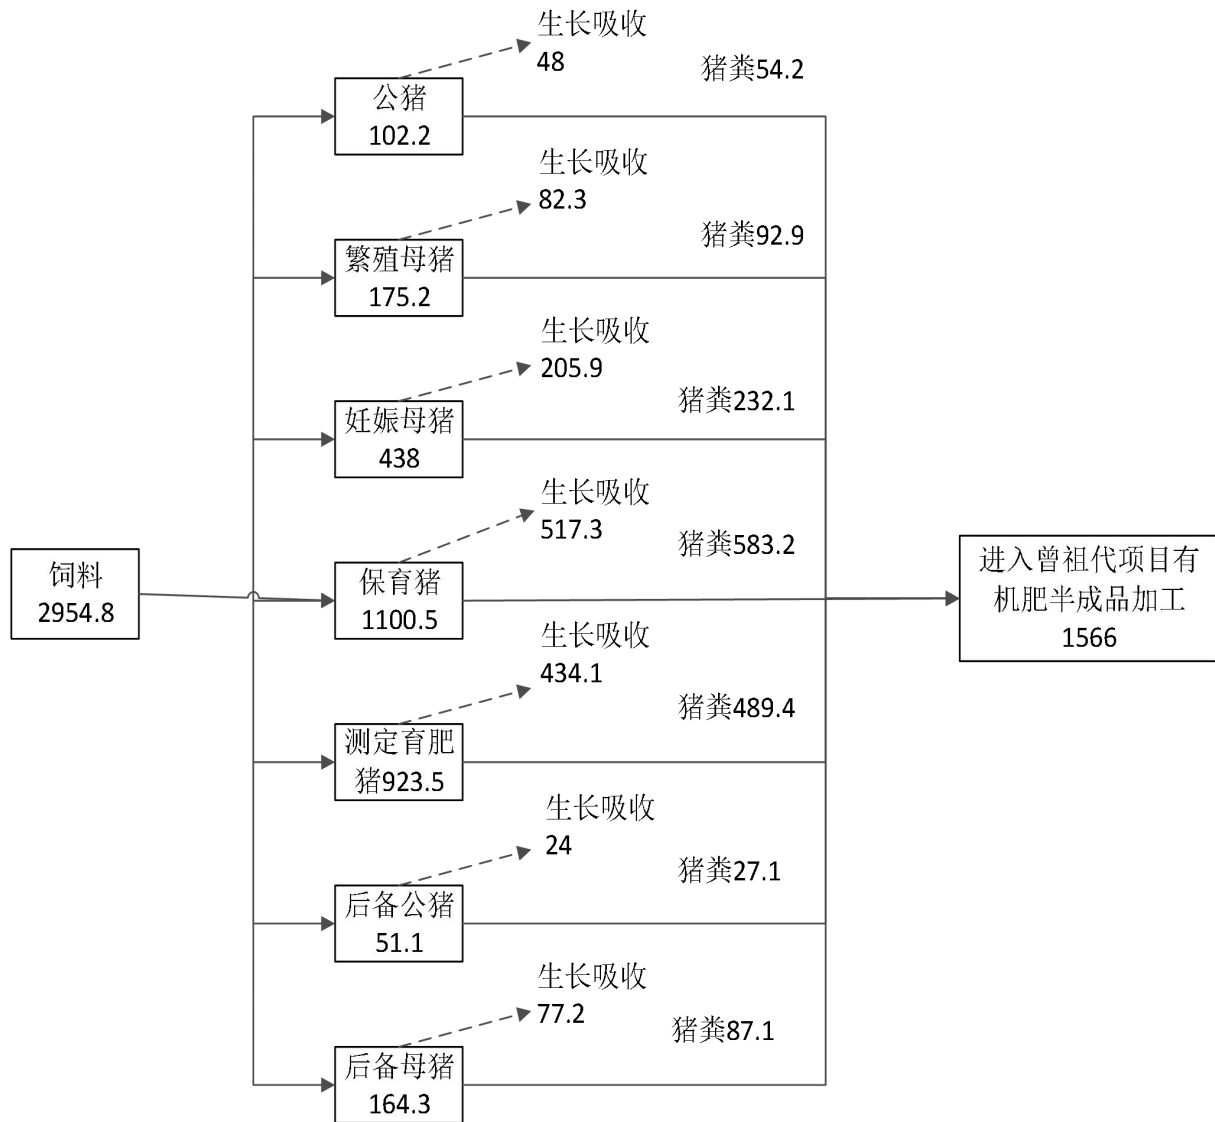 生长吸收
48
猪粪54.2
公猪
102.2
生长吸收
82.3
猪粪92.9
繁殖母猪
175.2
生长吸收
205.9
猪粪232.1
妊娠母猪
438
生长吸收
517.3
猪粪583.2
饲料
2954.8
保育猪
1100.5
进入曾祖代项目有
机肥半成品加工
1566
生长吸收
434.1
猪粪489.4
测定育肥
猪923.5
生长吸收
24
猪粪27.1
后备公猪
51.1
生长吸收
77.2
猪粪87.1
后备母猪
164.3